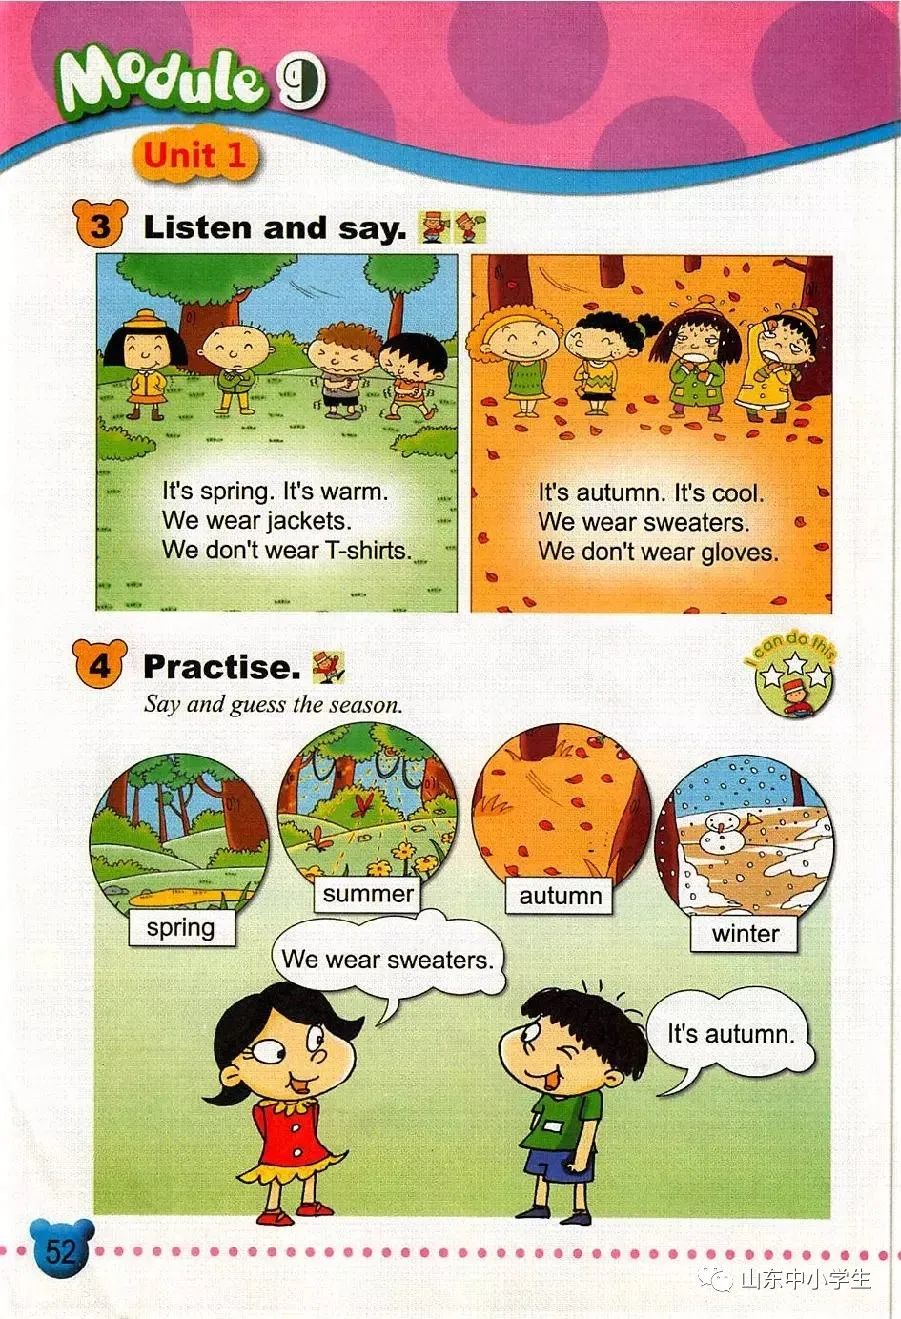 Module 9
Unit 1
3 Listen and say.
It's spring. It's warm.
We wear jackets.
We don't wear T-shirts.
It's autumn. It's cool.
We wear sweaters.
We don't wear gloves.
4 Practise.
I can do this.
Say and guess the season.
spring
summer
autumn
winter
We wear sweaters.
It's autumn.
52
山东中小学生